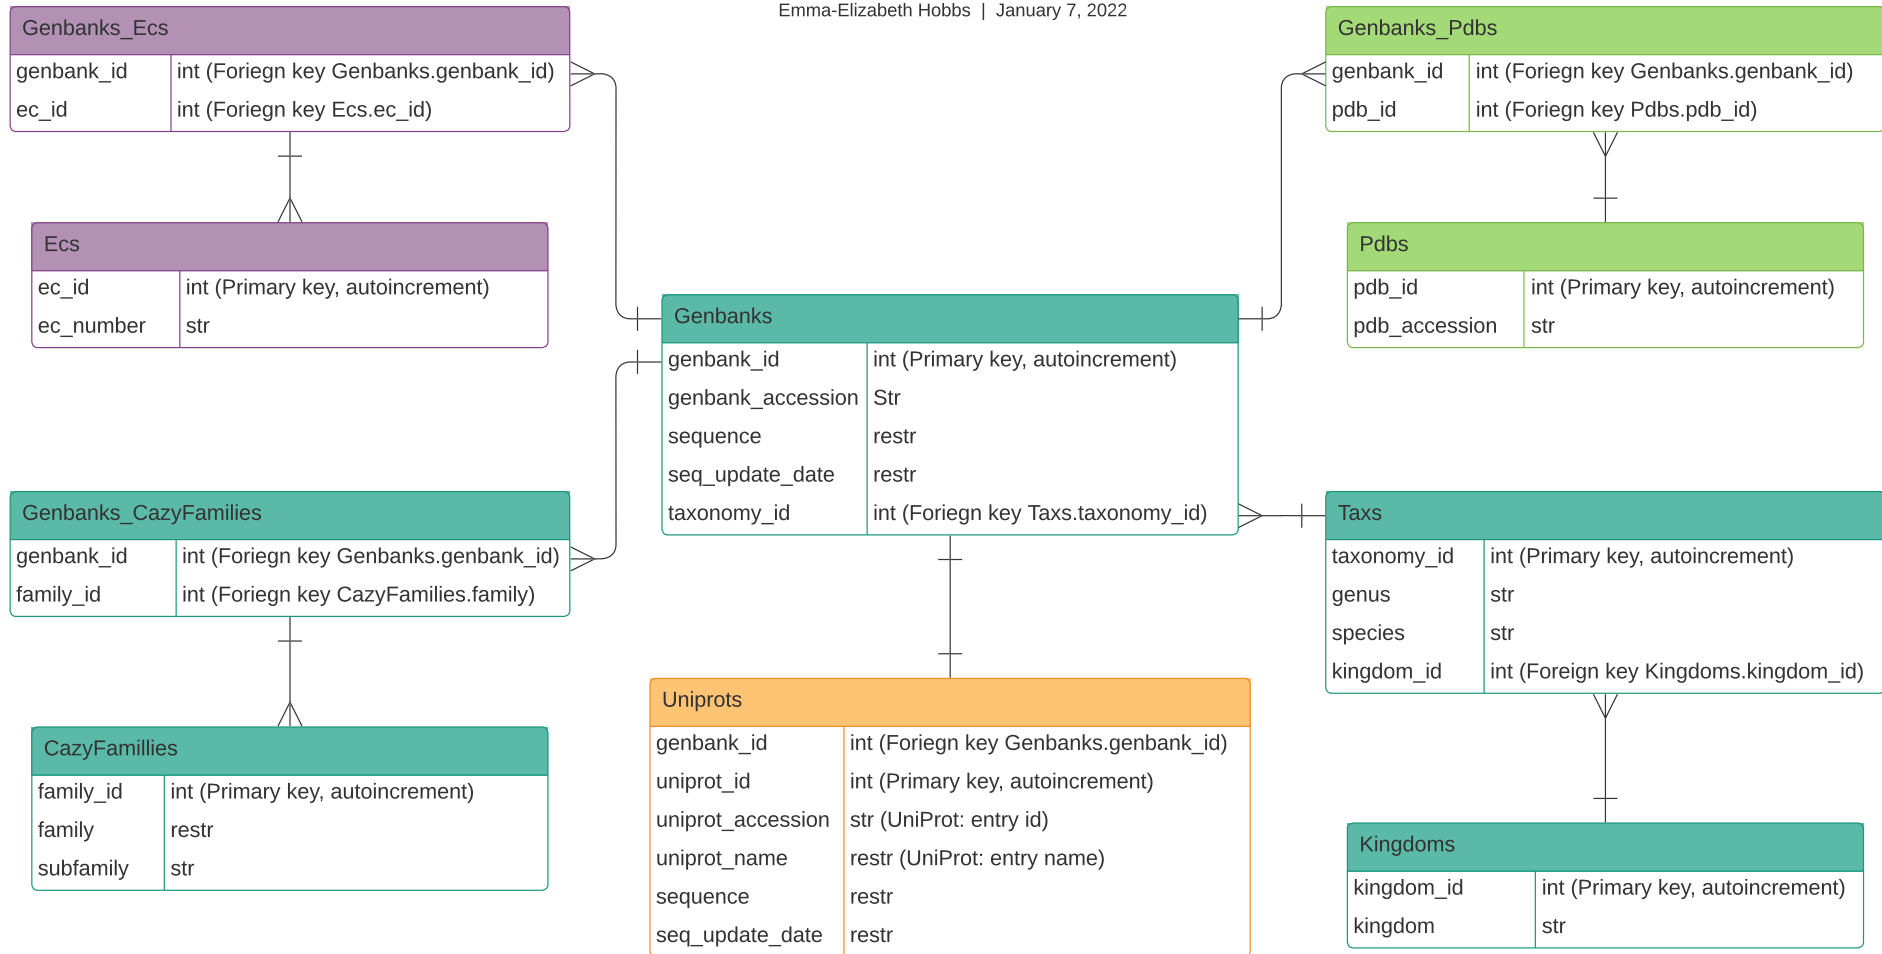 Emma-Elizabeth Hobbs | January 7, 2022
Genbanks_Ecs
genbank_id int (Foriegn key Genbanks.genbank_id)
ec_id int (Foriegn key Ecs.ec_id)
Ecs
ec_id int (Primary key, autoincrement)
ec_number str
Genbanks_Pdbs
genbank_id int (Foriegn key Genbanks.genbank_id)
pdb_id int (Foriegn key Pdbs.pdb_id)
Pdbs
pdb_id int (Primary key, autoincrement)
pdb_accession str
Genbanks
genbank_id int (Primary key, autoincrement)
genbank_accession Str
sequence restr
seq_update_date restr
taxonomy_id int (Foriegn key Taxs.taxonomy_id)
Genbanks_CazyFamilies
genbank_id int (Foriegn key Genbanks.genbank_id)
family_id int (Foriegn key CazyFamilies.family)
CazyFamillies
family_id int (Primary key, autoincrement)
family restr
subfamily str
Uniprots
genbank_id int (Foriegn key Genbanks.genbank_id)
uniprot_id int (Primary key, autoincrement)
uniprot_accession str (UniProt: entry id)
uniprot_name restr (UniProt: entry name)
sequence restr
seq_update_date restr
Taxs
taxonomy_id int (Primary key, autoincrement)
genus str
species str
kingdom_id int (Foreign key Kingdoms.kingdom_id)
Kingdoms
kingdom_id int (Primary key, autoincrement)
kingdom str